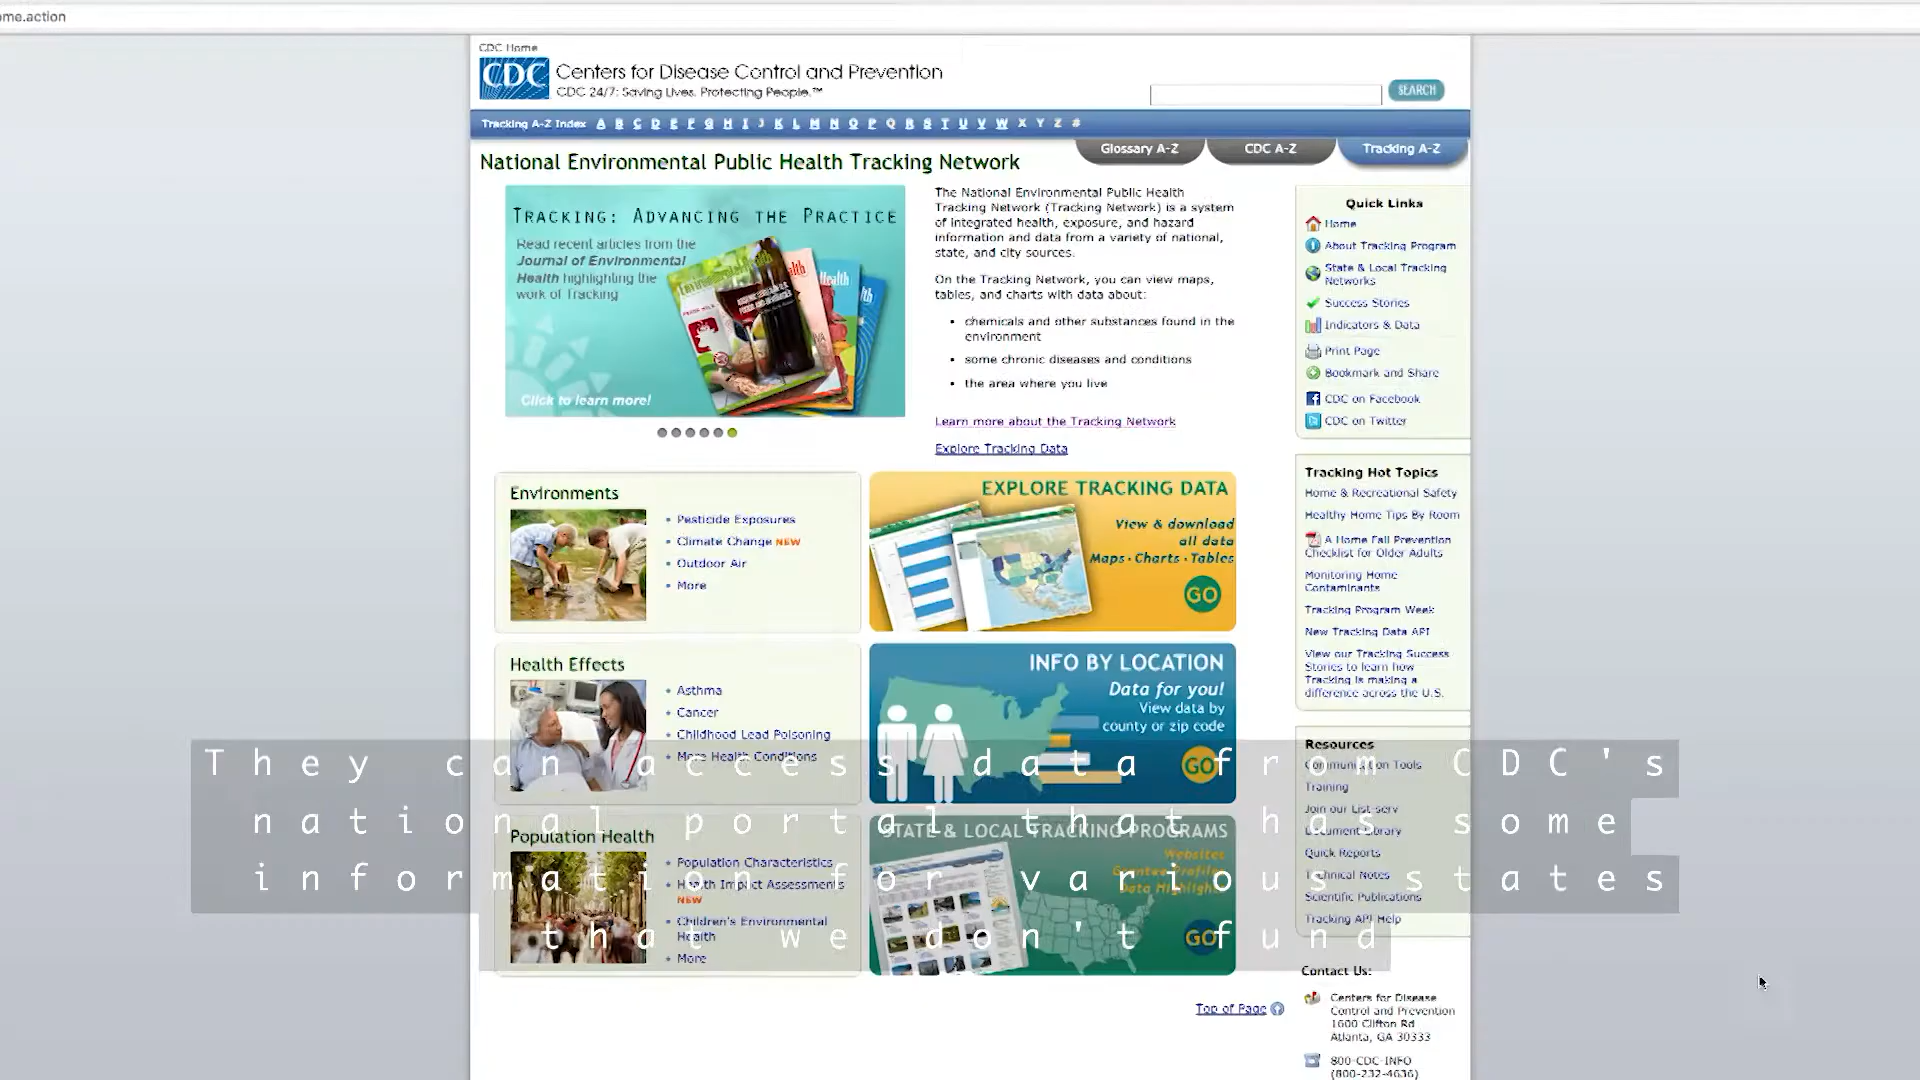 ome.action
CDC Home
CDC
Centers for Disease Control and Prevention
CDC 24/7: Saving Lives. Protecting People.™
SEARCH
Tracking A-Z Index A B C D E F G H I J K L M N O P Q R S T U V W X Y Z #
Glossary A-Z
CDC A-Z
Tracking A-Z
National Environmental Public Health Tracking Network
TRACKING: ADVANCING THE PRACTICE
Read recent articles from the
Journal of Environmental
Health highlighting the
work of Tracking
Click to learn more!
The National Environmental Public Health
Tracking Network (Tracking Network) is a system
of integrated health, exposure, and hazard
information and data from a variety of national,
state, and city sources.
On the Tracking Network, you can view maps,
tables, and charts with data about:
• chemicals and other substances found in the
environment
• some chronic diseases and conditions
• the area where you live
Learn more about the Tracking Network
Explore Tracking Data
Environments
Pesticide Exposures
Climate Change NEW
Outdoor Air
More
EXPLORE TRACKING DATA
View & download
all data
Maps · Charts · Tables
GO
Health Effects
Asthma
Cancer
Childhood Lead Poisoning
More Health Conditions
INFO BY LOCATION
Data for you!
View data by
county or zip code
GO
Population Health
Population Characteristics
Health Impact Assessments
NEW
Children's Environmental
Health
More
STATE & LOCAL TRACKING PROGRAMS
Websites
Grantee Profiles
Data Highlights
GO
Top of Page
Quick Links
Home
About Tracking Program
State & Local Tracking
Networks
Success Stories
Indicators & Data
Print Page
Bookmark and Share
CDC on Facebook
CDC on Twitter
Tracking Hot Topics
Home & Recreational Safety
Healthy Home Tips By Room
A Home Fall Prevention
Checklist for Older Adults
Monitoring Home
Contaminants
Tracking Program Week
New Tracking Data API
View our Tracking Success
Stories to learn how
Tracking is making a
difference across the U.S.
Resources
Communication Tools
Training
Join our List-serv
Document Library
Quick Reports
Technical Notes
Scientific Publications
Tracking API Help
Contact Us:
Centers for Disease
Control and Prevention
1600 Clifton Rd
Atlanta, GA 30333
800-CDC-INFO
(800-232-4636)
They can access data from CDC's
national portal that has some
information for various states
that we don't fund